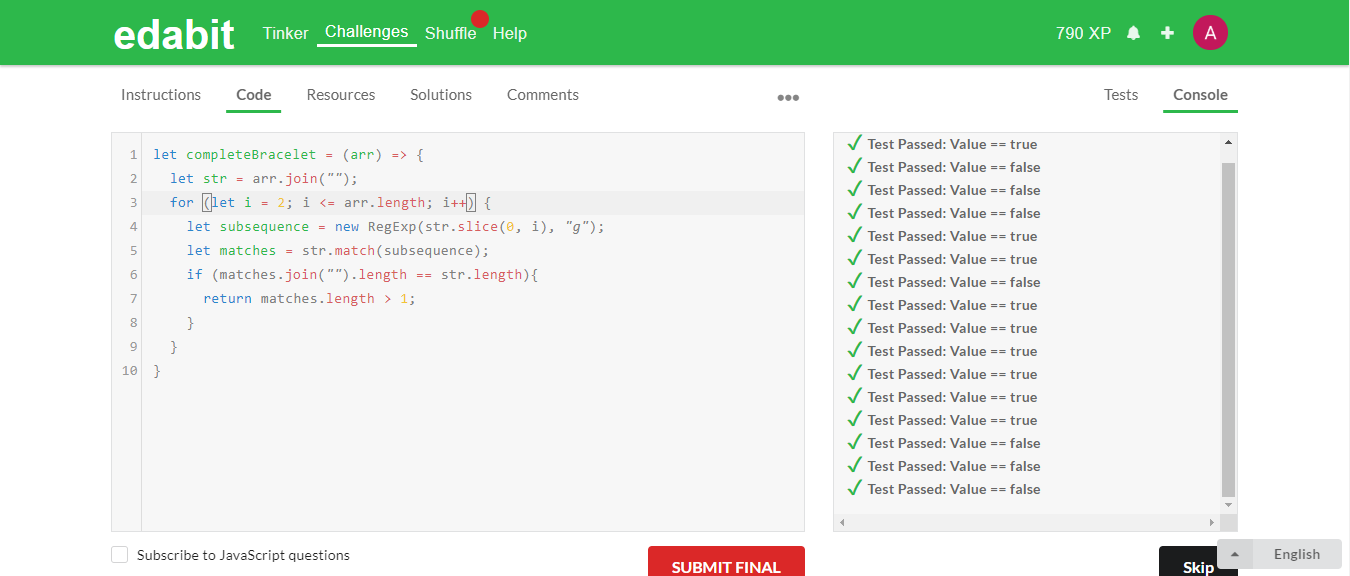 edabit Tinker Challenges Shuffle Help 790 XP A
Instructions Code Resources Solutions Comments Tests Console
1 let completeBracelet = (arr) => {
2 let str = arr.join("");
3 for (let i = 2; i <= arr.length; i++) {
4 let subsequence = new RegExp(str.slice(0, i), "g");
5 let matches = str.match(subsequence);
6 if (matches.join("").length == str.length){
7 return matches.length > 1;
8 }
9 }
10 }
Test Passed: Value == true
Test Passed: Value == false
Test Passed: Value == false
Test Passed: Value == false
Test Passed: Value == true
Test Passed: Value == true
Test Passed: Value == false
Test Passed: Value == true
Test Passed: Value == true
Test Passed: Value == true
Test Passed: Value == true
Test Passed: Value == true
Test Passed: Value == true
Test Passed: Value == false
Test Passed: Value == false
Test Passed: Value == false
Subscribe to JavaScript questions
SUBMIT FINAL
Skip
English